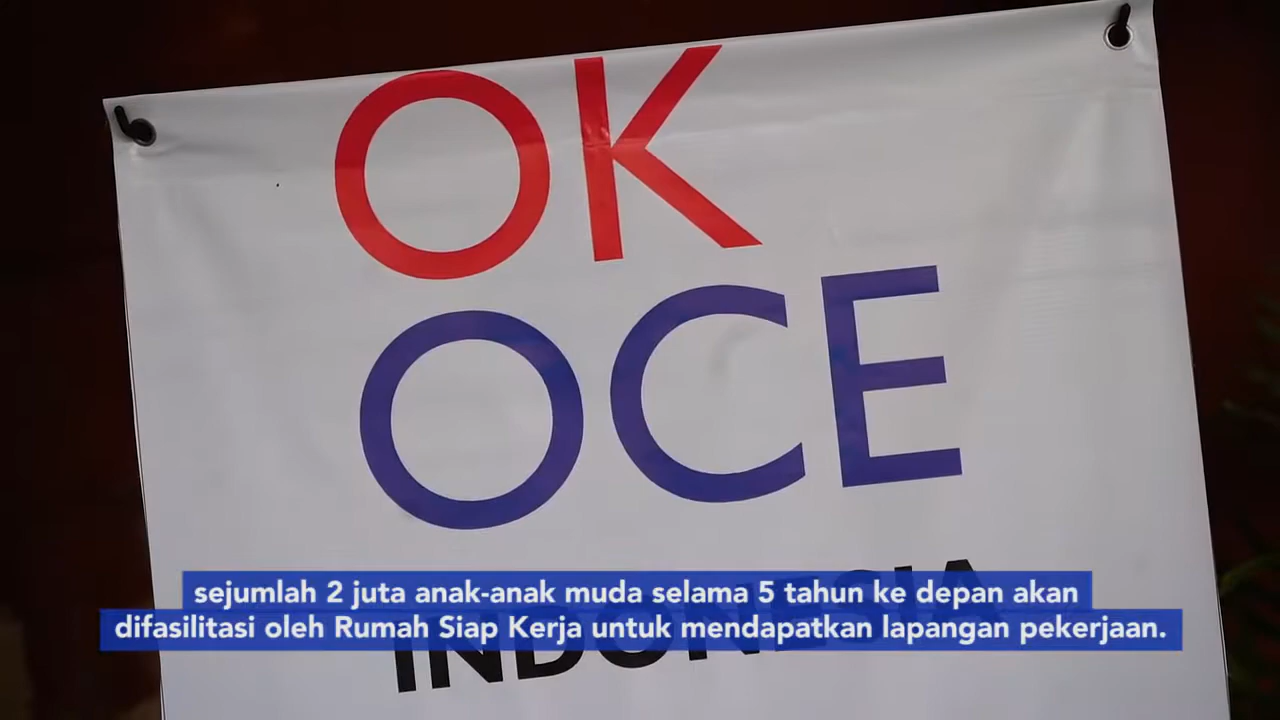 OK
OCE
INDONESIA
sejumlah 2 juta anak-anak muda selama 5 tahun ke depan akan
difasilitasi oleh Rumah Siap Kerja untuk mendapatkan lapangan pekerjaan.